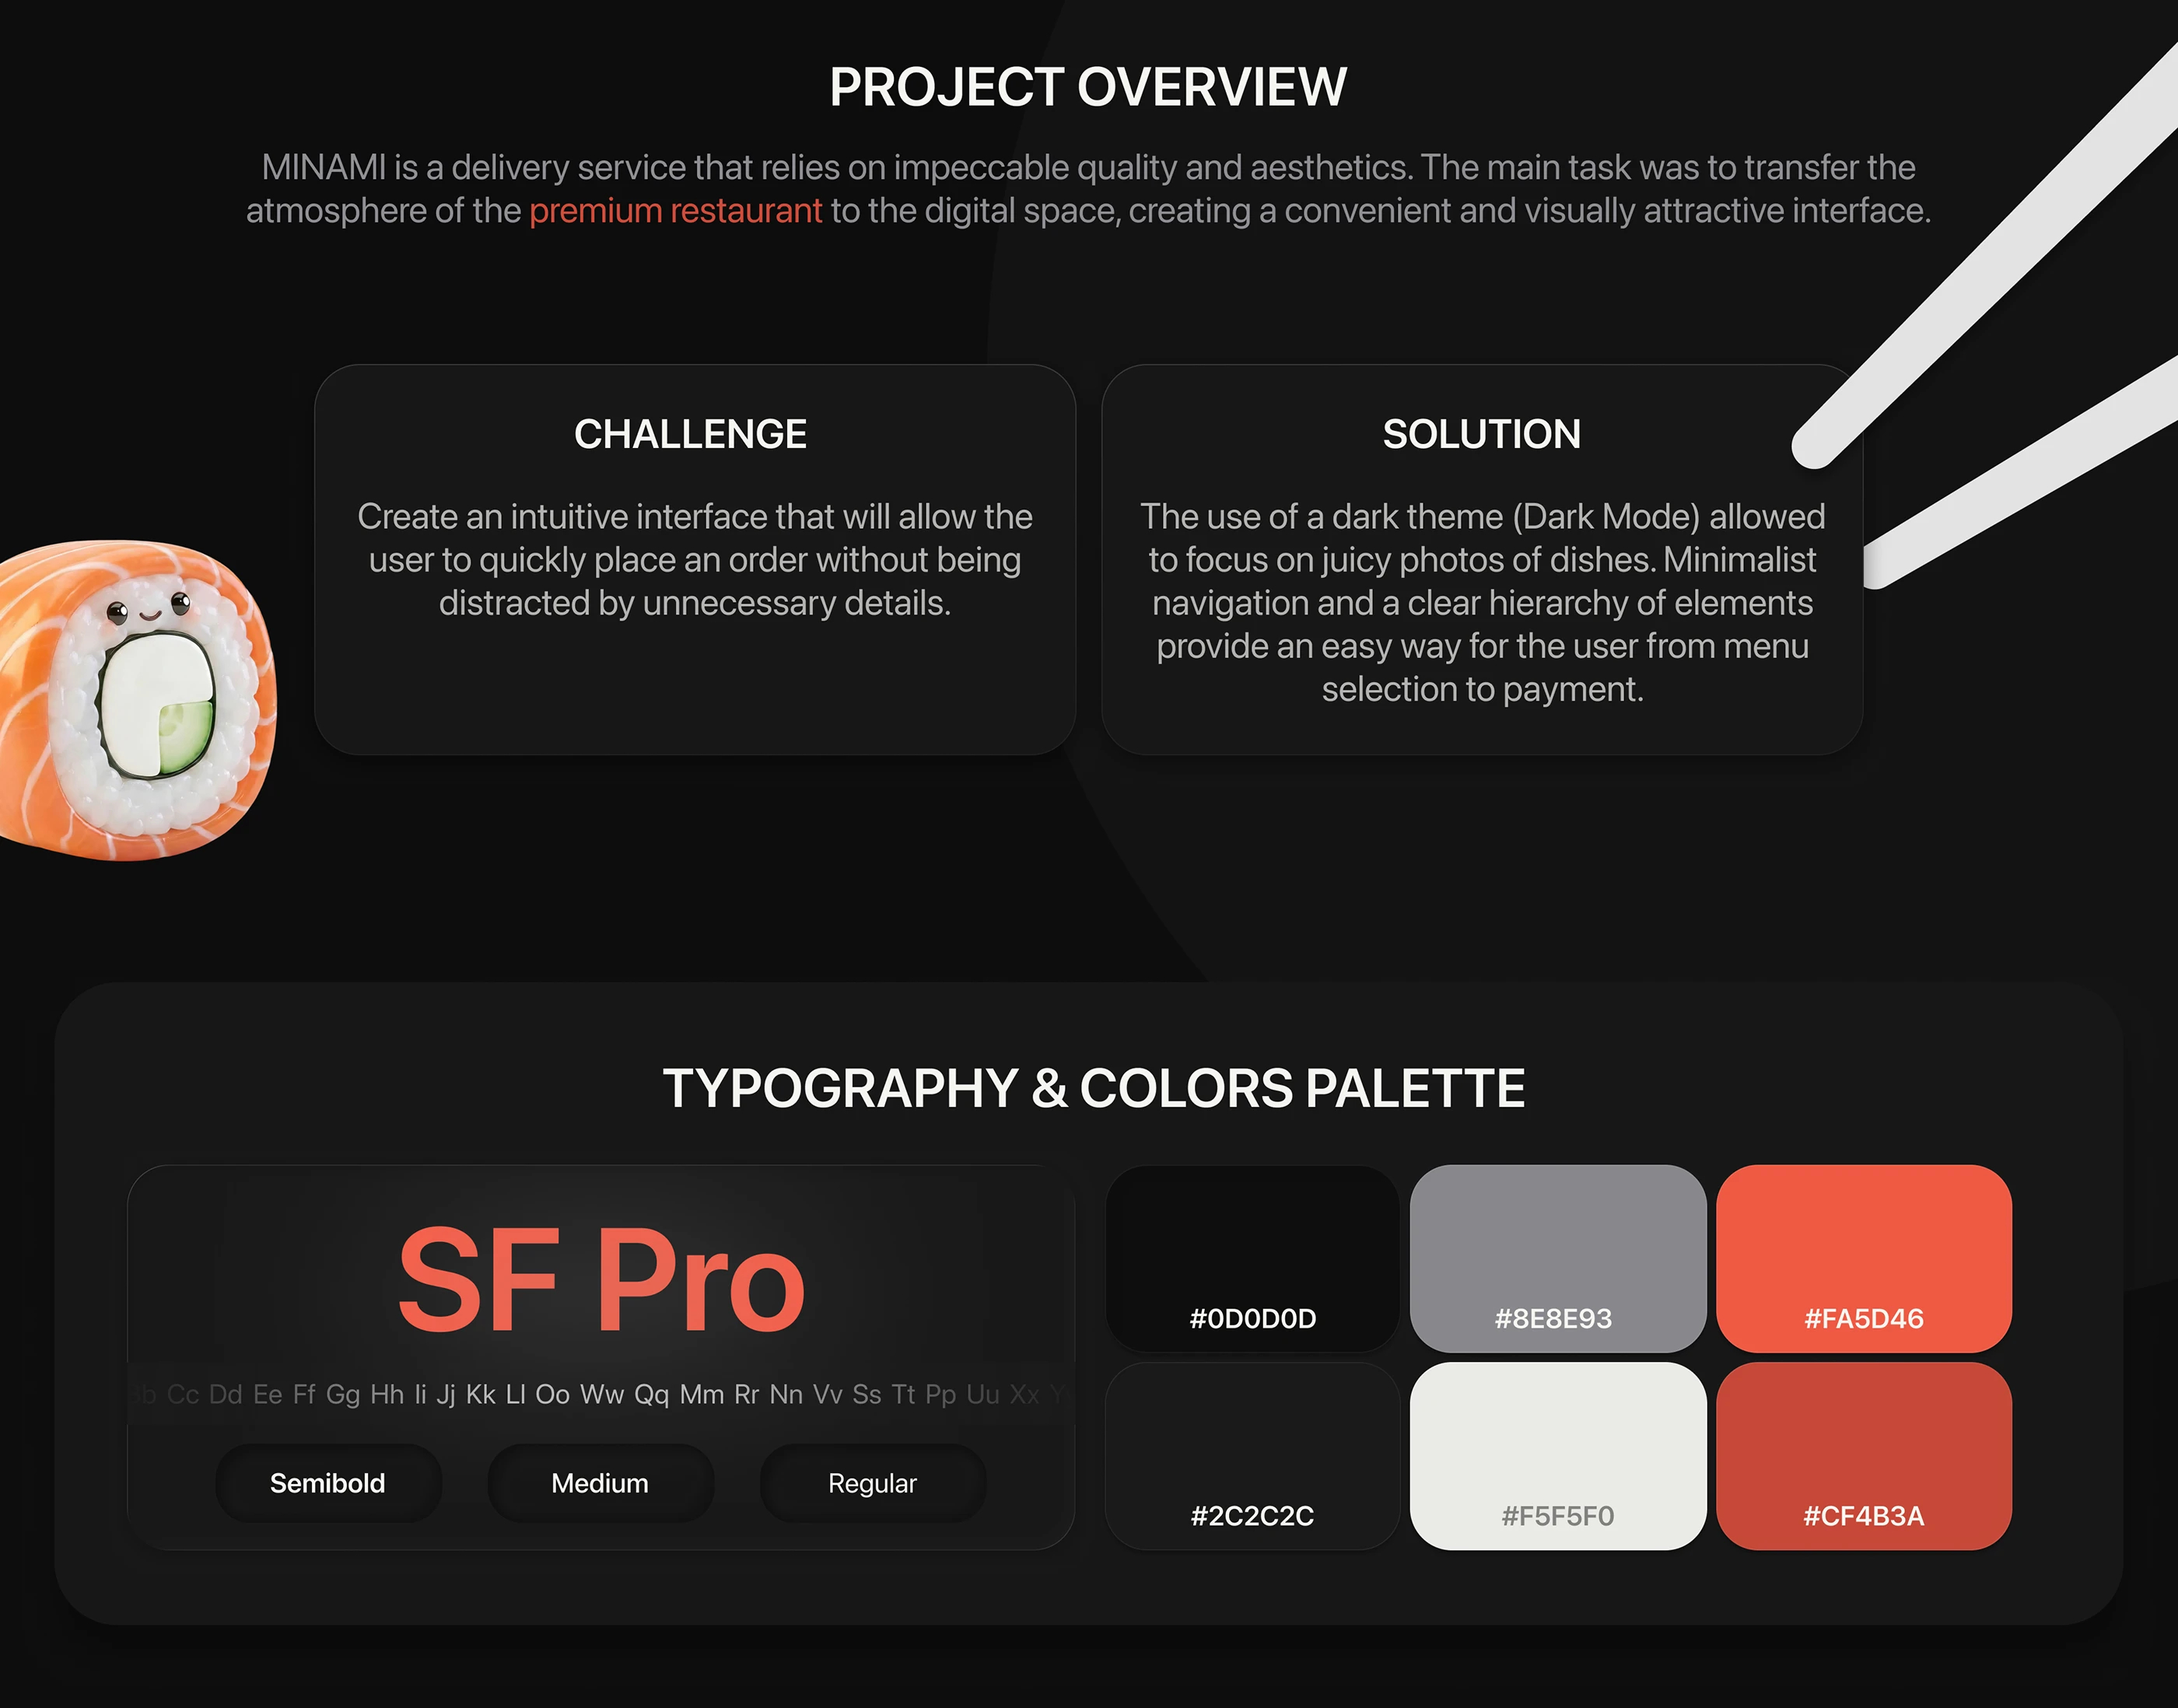 PROJECT OVERVIEW
MINAMI is a delivery service that relies on impeccable quality and aesthetics. The main task was to transfer the
atmosphere of the premium restaurant to the digital space, creating a convenient and visually attractive interface.
CHALLENGE
Create an intuitive interface that will allow the
user to quickly place an order without being
distracted by unnecessary details.
SOLUTION
The use of a dark theme (Dark Mode) allowed
to focus on juicy photos of dishes. Minimalist
navigation and a clear hierarchy of elements
provide an easy way for the user from menu
selection to payment.
TYPOGRAPHY & COLORS PALETTE
SF Pro
Cc Dd Ee Ff Gg Hh Ii Jj Kk Ll Oo Ww Qq Mm Rr Nn Vv Ss Tt Pp Uu Xx
Semibold
Medium
Regular
#0D0D0D
#8E8E93
#FA5D46
#2C2C2C
#F5F5F0
#CF4B3A